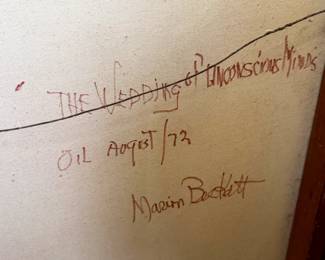 The Wedding of Unconscious Minds
Oil August/72
Marion Beckett